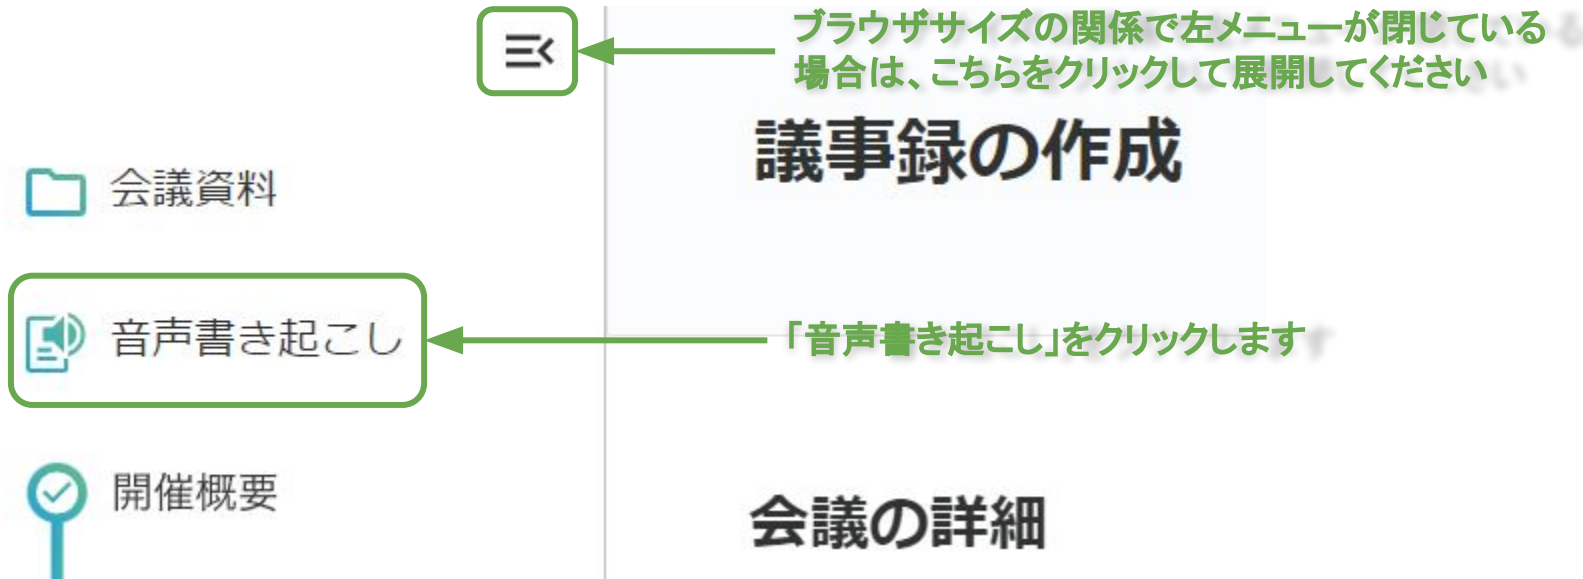 ブラウザサイズの関係で左メニューが閉じている
場合は、こちらをクリックして展開してください
議事録の作成
会議資料
音声書き起こし
「音声書き起こし」をクリックします
開催概要
会議の詳細